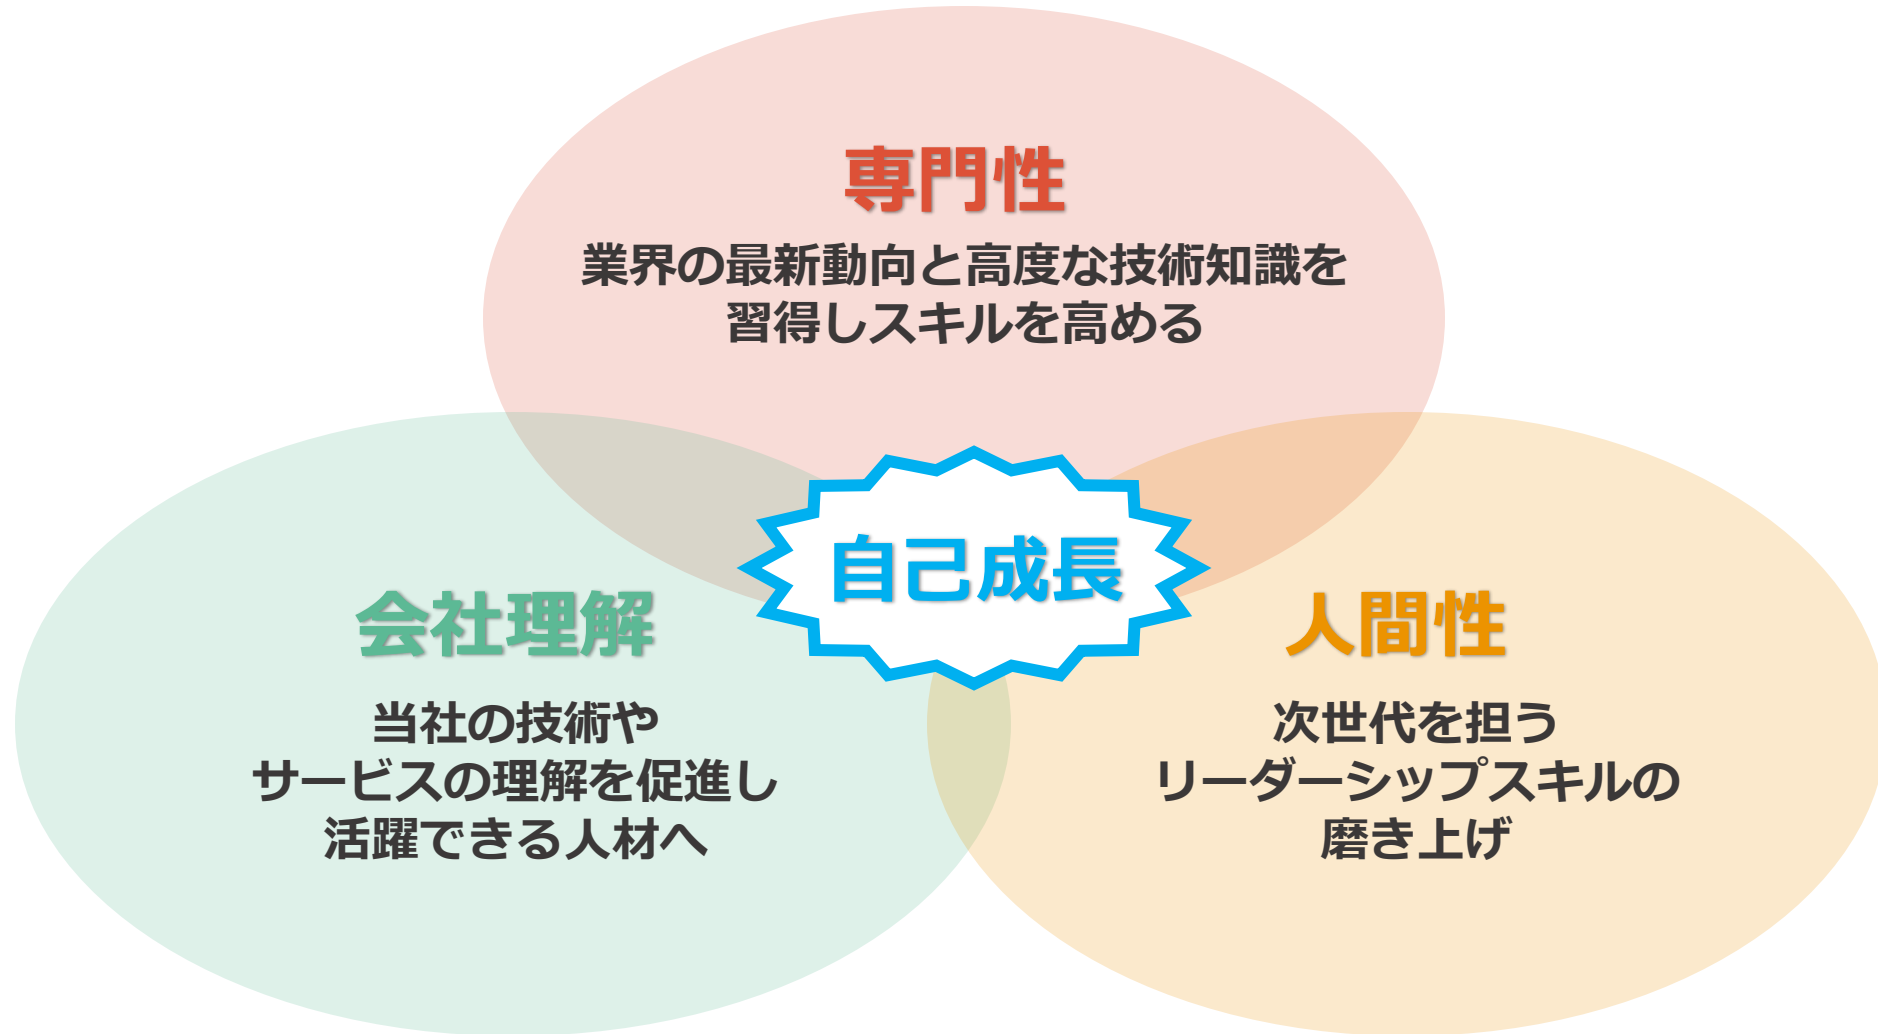 専門性
業界の最新動向と高度な技術知識を
習得しスキルを高める
自己成長
会社理解
当社の技術や
サービスの理解を促進し
活躍できる人材へ
人間性
次世代を担う
リーダーシップスキルの
磨き上げ